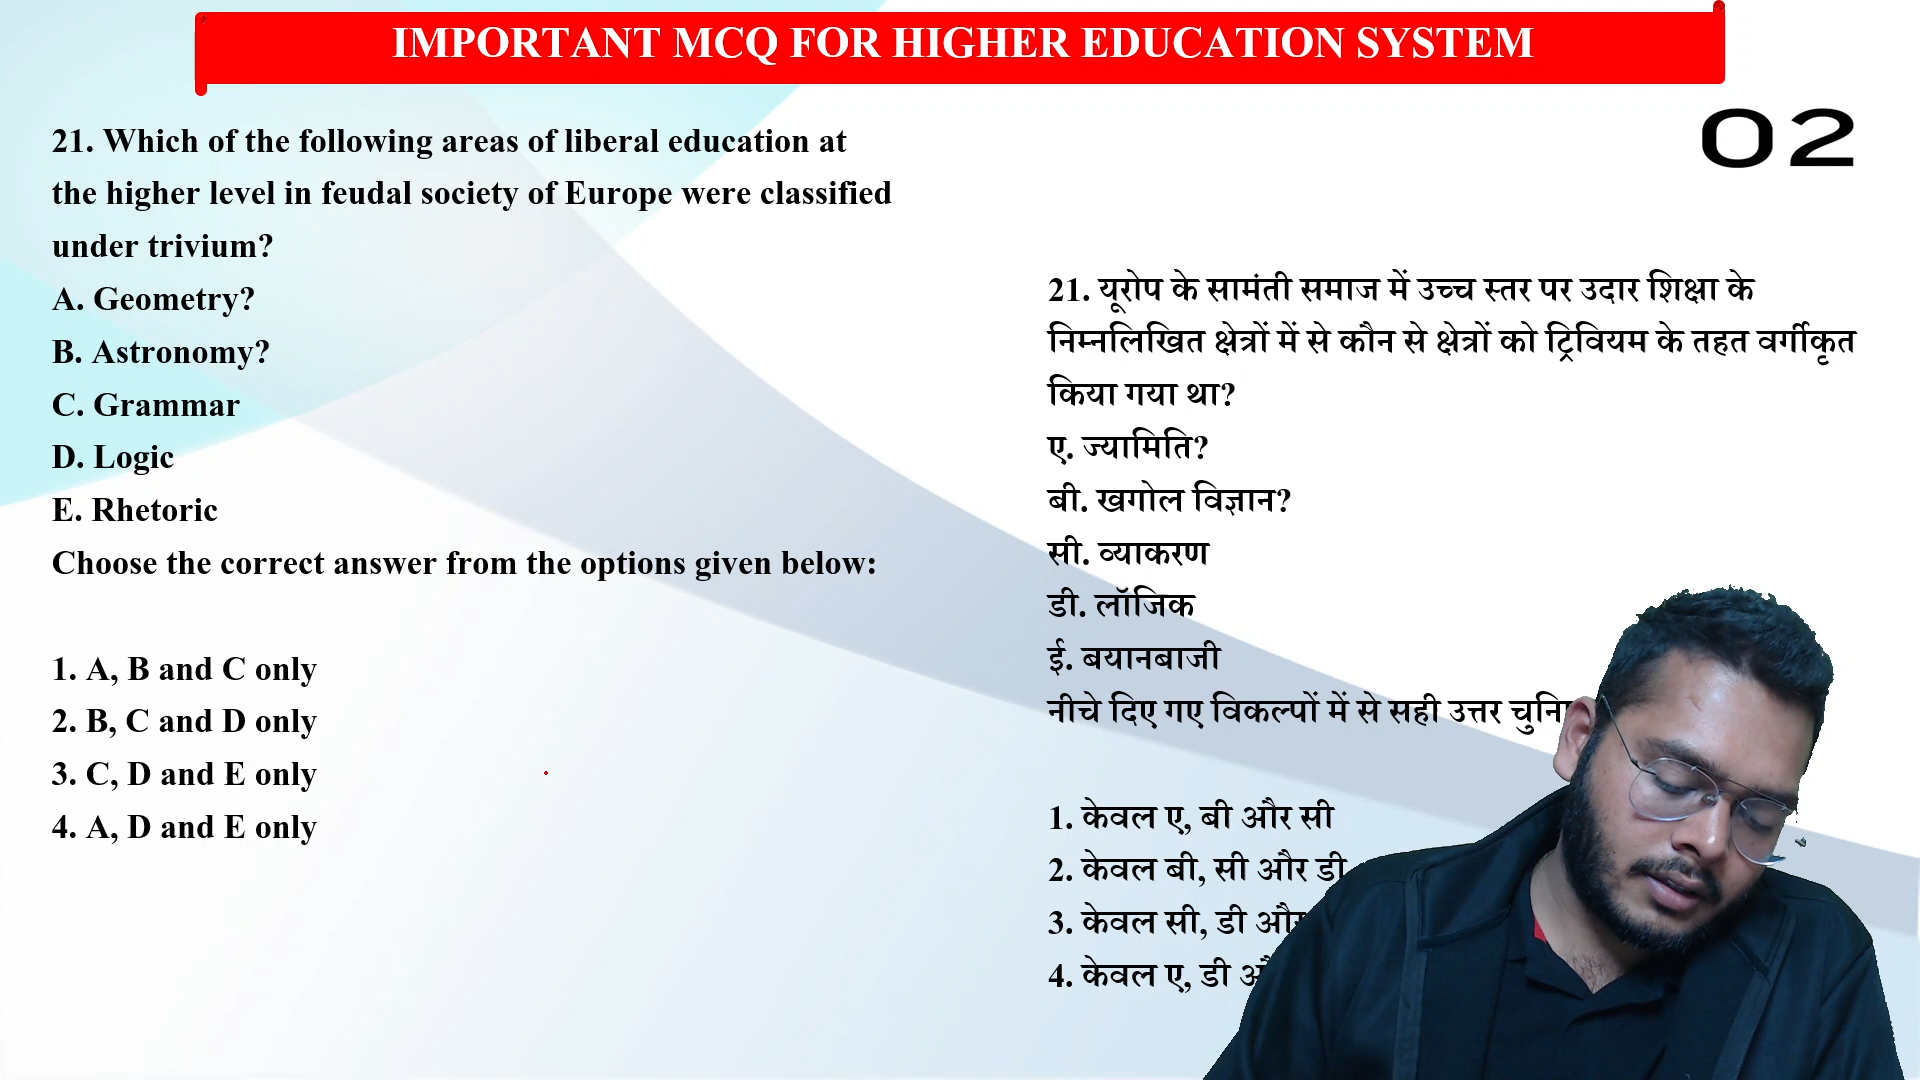 IMPORTANT MCQ FOR HIGHER EDUCATION SYSTEM
02
21. Which of the following areas of liberal education at
the higher level in feudal society of Europe were classified
under trivium?
A. Geometry?
B. Astronomy?
C. Grammar
D. Logic
E. Rhetoric
Choose the correct answer from the options given below:
1. A, B and C only
2. B, C and D only
3. C, D and E only
4. A, D and E only
21. यूरोप के सामंती समाज में उच्च स्तर पर उदार शिक्षा के
निम्नलिखित क्षेत्रों में से कौन से क्षेत्रों को ट्रिवियम के तहत वर्गीकृत
किया गया था?
ए. ज्यामिति?
बी. खगोल विज्ञान?
सी. व्याकरण
डी. लॉजिक
ई. बयानबाजी
नीचे दिए गए विकल्पों में से सही उत्तर
1. केवल ए, बी और सी
2. केवल बी, सी और डी
3. केवल सी, डी
4. केवल ए, डी